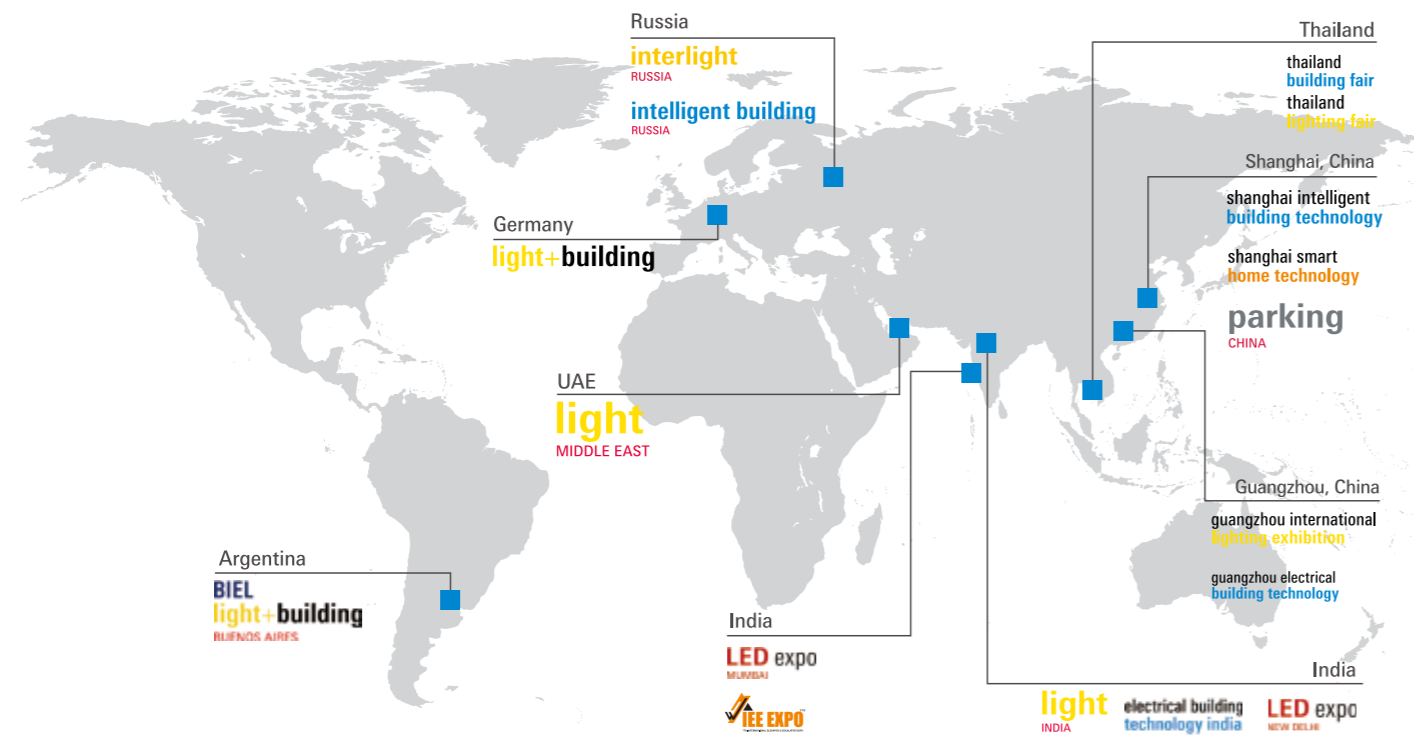 Russia
interlight
RUSSIA
intelligent building
RUSSIA
Germany
light+building
UAE
light
MIDDLE EAST
Argentina
BIEL
light+building
BUENOS AIRES
India
LED expo
MUMBAI
IEE EXPO
Thailand
thailand
building fair
thailand
lighting fair
Shanghai, China
shanghai intelligent
building technology
shanghai smart
home technology
parking
CHINA
Guangzhou, China
guangzhou international
lighting exhibition
guangzhou electrical
building technology
India
light
INDIA
electrical building
technology india
LED expo
NEW DELHI